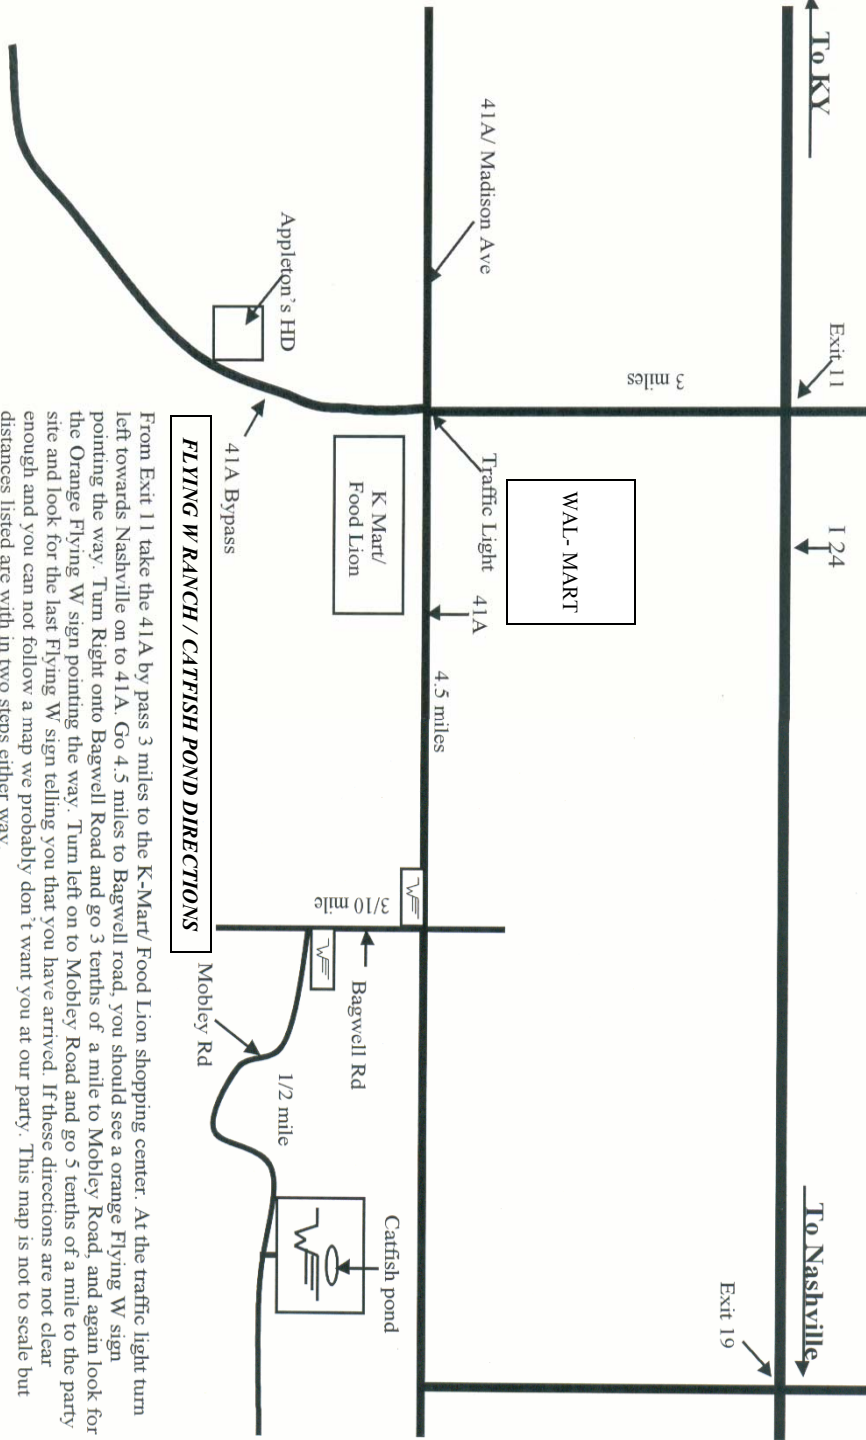 To KY
To Nashville
Exit 11
I 24
Exit 19
3 miles
WAL- MART
41A/ Madison Ave
Traffic Light
41A
4.5 miles
K Mart/
Food Lion
Appleton's HD
41A Bypass
3/10 mile
W
W
Bagwell Rd
Mobley Rd
1/2 mile
Catfish pond
W
FLYING W RANCH / CATFISH POND DIRECTIONS
From Exit 11 take the 41A by pass 3 miles to the K-Mart/ Food Lion shopping center. At the traffic light turn
left towards Nashville on to 41A. Go 4.5 miles to Bagwell road, you should see a orange Flying W sign
pointing the way. Turn Right onto Bagwell Road and go 3 tenths of a mile to Mobley Road, and again look for
the Orange Flying W sign pointing the way. Turn left on to Mobley Road and go 5 tenths of a mile to the party
site and look for the last Flying W sign telling you that you have arrived. If these directions are not clear
enough and you can not follow a map we probably don't want you at our party. This map is not to scale but
distances listed are with in two steps either way.